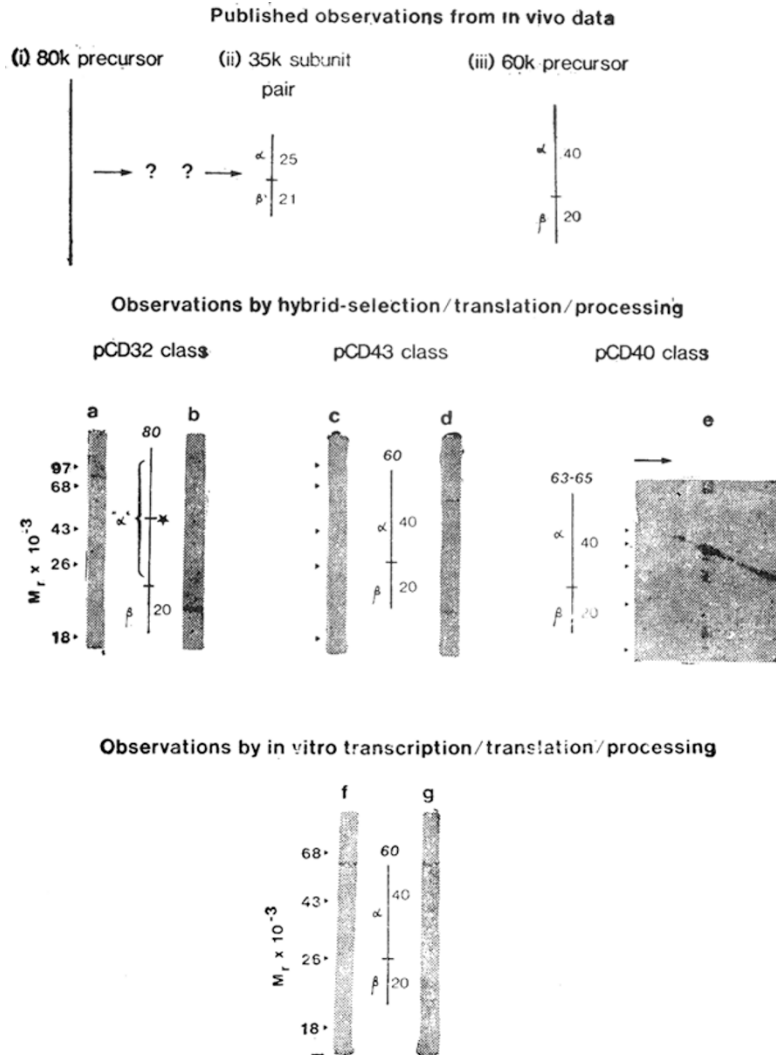 Published observations from in vivo data
(i) 80k precursor (ii) 35k subunit pair (iii) 60k precursor
→ ? ? →
α 25
β' 21
α 40
β 20
Observations by hybrid-selection/translation/processing
pCD32 class pCD43 class pCD40 class
a 80 b
c 60 d
e
63-65
97
68
43
26
18
Mr x 10-3
"α"
β 20
α 40
β 20
α 40
β 20
Observations by in vitro transcription/translation/processing
f 60 g
68
43
26
18
Mr x 10-3
α 40
β 20